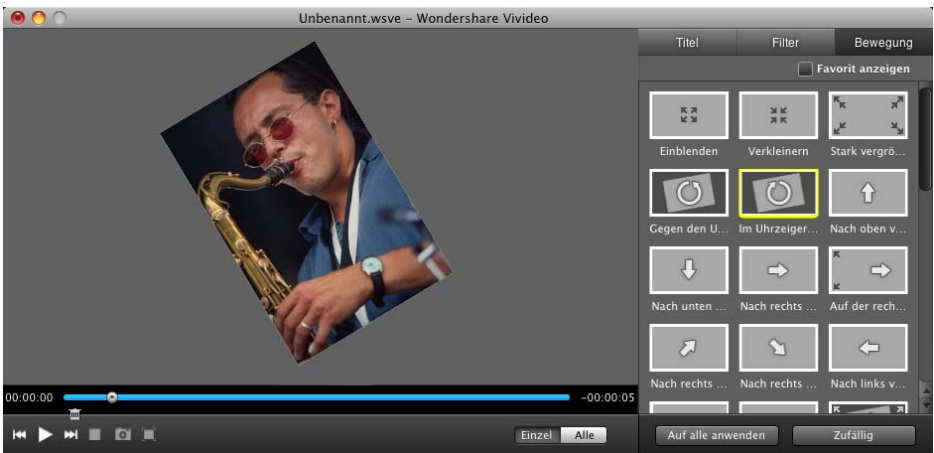 Unbenannt.wsve – Wondershare Vivideo
Titel Filter Bewegung
Favorit anzeigen
Einblenden Verkleinern Stark vergrö...
Gegen den U... Im Uhrzeiger... Nach oben v...
Nach unten ... Nach rechts ... Auf der rech...
Nach rechts ... Nach rechts ... Nach links v...
00:00:00 -00:00:05
Einzel Alle
Auf alle anwenden Zufällig